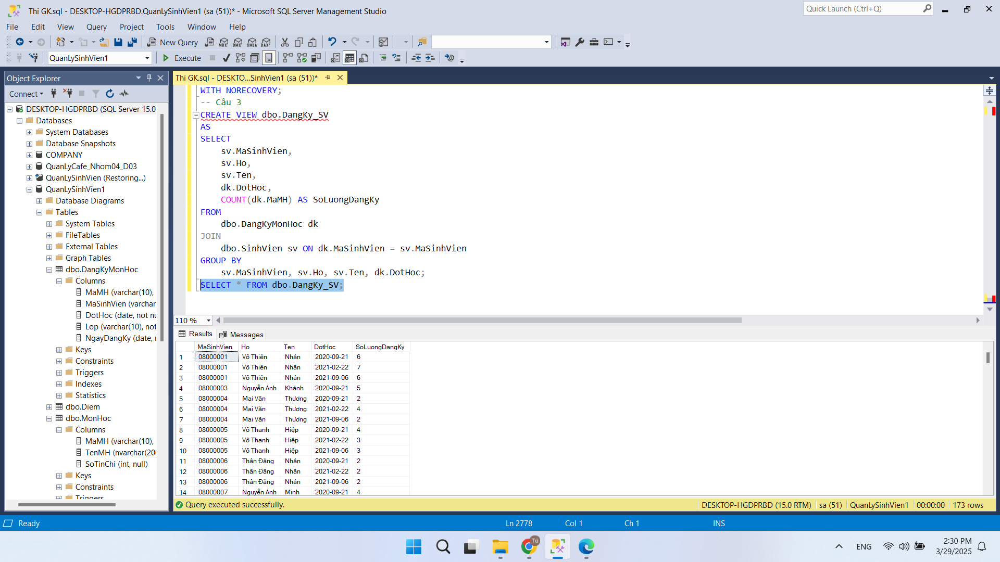 Thi GK.sql - DESKTOP-HGDPRBD.QuanLySinhVien1 (sa (51))* - Microsoft SQL Server Management Studio
Quick Launch (Ctrl+Q)
File Edit View Query Project Tools Window Help
New Query
QuanLySinhVien1
Execute
Object Explorer
Connect
DESKTOP-HGDPRBD (SQL Server 15.0
Databases
System Databases
Database Snapshots
COMPANY
QuanLyCafe_Nhom04_D03
QuanLySinhVien (Restoring...)
QuanLySinhVien1
Database Diagrams
Tables
System Tables
FileTables
External Tables
Graph Tables
dbo.DangKyMonHoc
Columns
MaMH (varchar(10),
MaSinhVien (varchar
DotHoc (date, not nu
Lop (varchar(10), not
NgayDangKy (date, r
Keys
Constraints
Triggers
Indexes
Statistics
dbo.Diem
dbo.MonHoc
Columns
MaMH (varchar(10),
TenMH (nvarchar(200
SoTinChi (int, null)
Keys
Constraints
Triggers
Thi GK.sql - DESKTO...SinhVien1 (sa (51))*
WITH NORECOVERY;
-- Câu 3
CREATE VIEW dbo.DangKy_SV
AS
SELECT
sv.MaSinhVien,
sv.Ho,
sv.Ten,
dk.DotHoc,
COUNT(dk.MaMH) AS SoLuongDangKy
FROM
dbo.DangKyMonHoc dk
JOIN
dbo.SinhVien sv ON dk.MaSinhVien = sv.MaSinhVien
GROUP BY
sv.MaSinhVien, sv.Ho, sv.Ten, dk.DotHoc;
SELECT * FROM dbo.DangKy_SV;
110 %
Results Messages
MaSinhVien Ho Ten DotHoc SoLuongDangKy
1 08000001 Võ Thiên Nhân 2020-09-21 6
2 08000001 Võ Thiên Nhân 2021-02-22 7
3 08000001 Võ Thiên Nhân 2021-09-06 6
4 08000003 Nguyễn Anh Khánh 2020-09-21 5
5 08000004 Mai Văn Thương 2020-09-21 2
6 08000004 Mai Văn Thương 2021-02-22 4
7 08000004 Mai Văn Thương 2021-09-06 2
8 08000005 Võ Thanh Hiệp 2020-09-21 4
9 08000005 Võ Thanh Hiệp 2021-02-22 3
10 08000005 Võ Thanh Hiệp 2021-09-06 3
11 08000006 Thân Đăng Nhân 2020-09-21 2
12 08000006 Thân Đăng Nhân 2021-02-22 2
13 08000006 Thân Đăng Nhân 2021-09-06 2
14 08000007 Nguyễn Anh Minh 2020-09-21 4
Query executed successfully.
DESKTOP-HGDPRBD (15.0 RTM) sa (51) QuanLySinhVien1 00:00:00 173 rows
Ready
Ln 2778 Col 1 Ch 1 INS
Tú
ENG
2:30 PM
3/29/2025